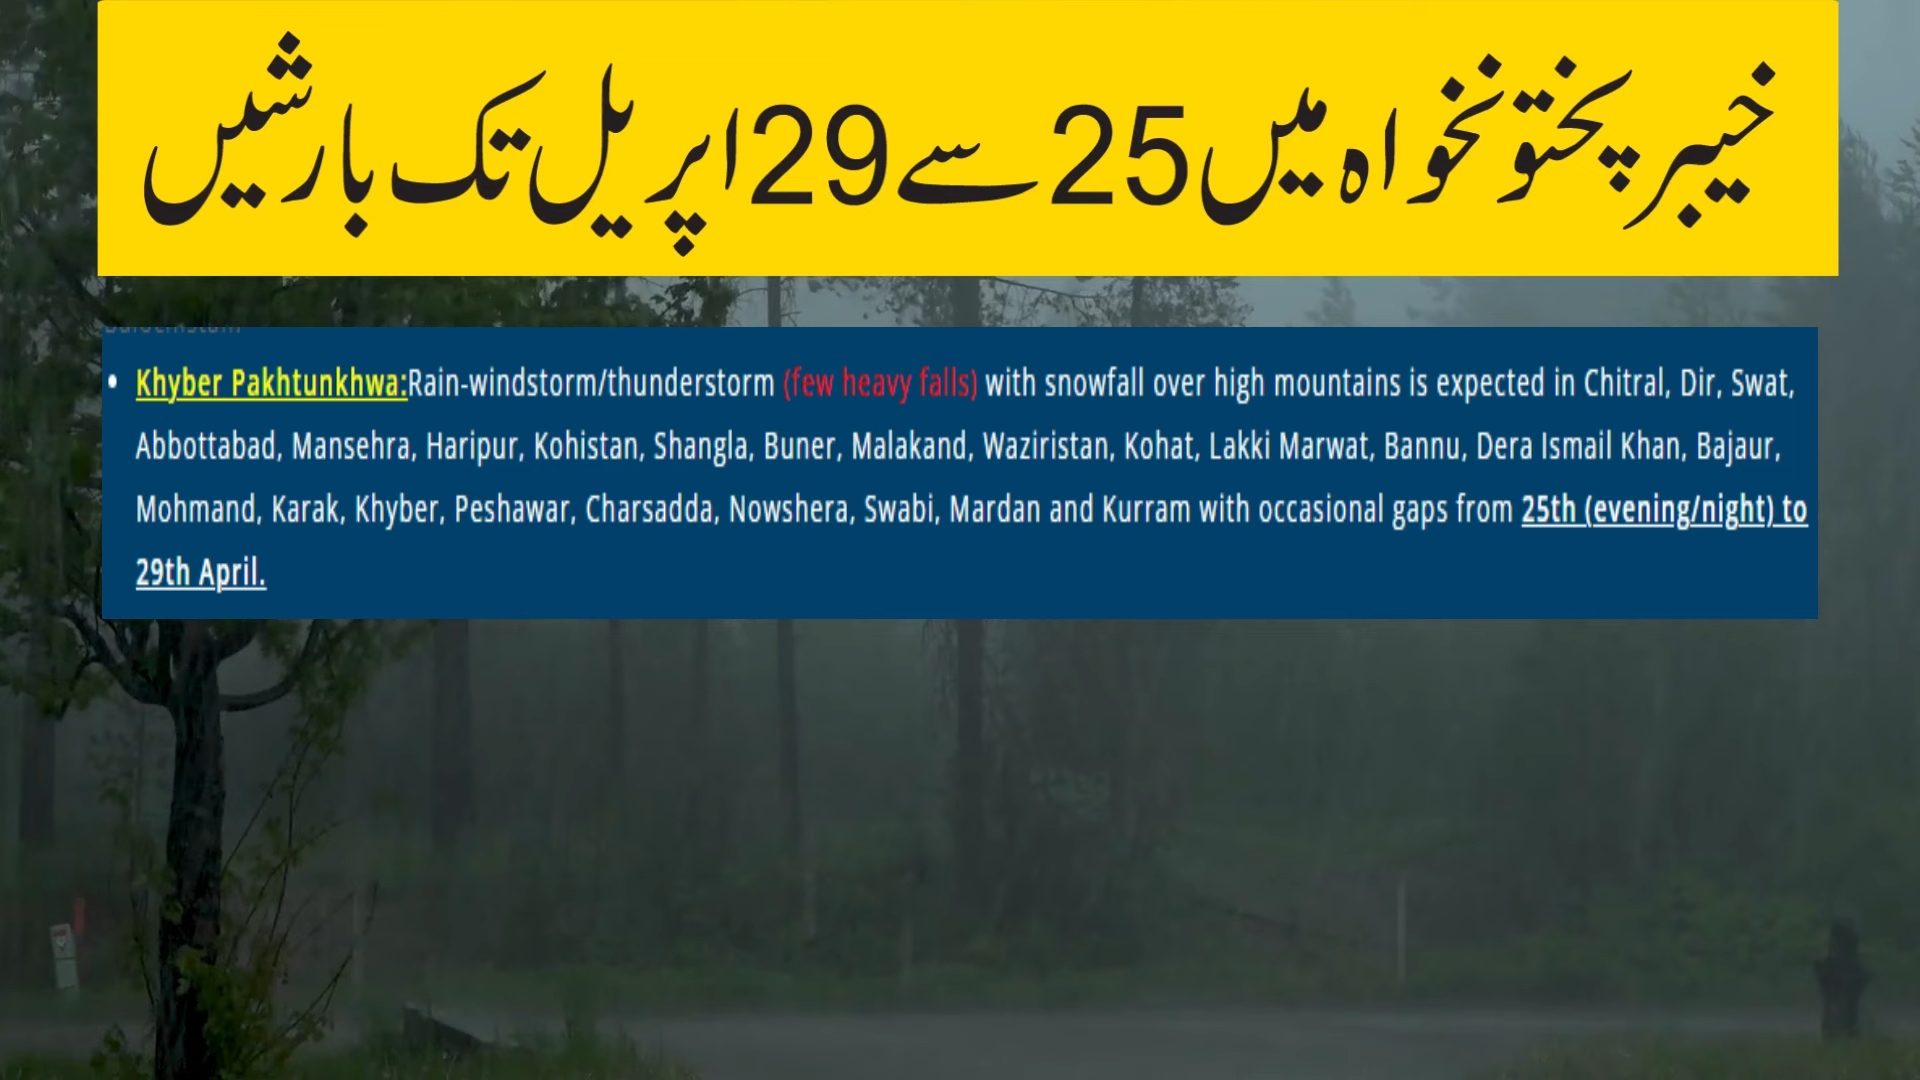 خیبر پختونخواہ میں 25 سے 29 اپریل تک بارشیں
• Khyber Pakhtunkhwa:Rain-windstorm/thunderstorm (few heavy falls) with snowfall over high mountains is expected in Chitral, Dir, Swat,
Abbottabad, Mansehra, Haripur, Kohistan, Shangla, Buner, Malakand, Waziristan, Kohat, Lakki Marwat, Bannu, Dera Ismail Khan, Bajaur,
Mohmand, Karak, Khyber, Peshawar, Charsadda, Nowshera, Swabi, Mardan and Kurram with occasional gaps from 25th (evening/night) to
29th April.